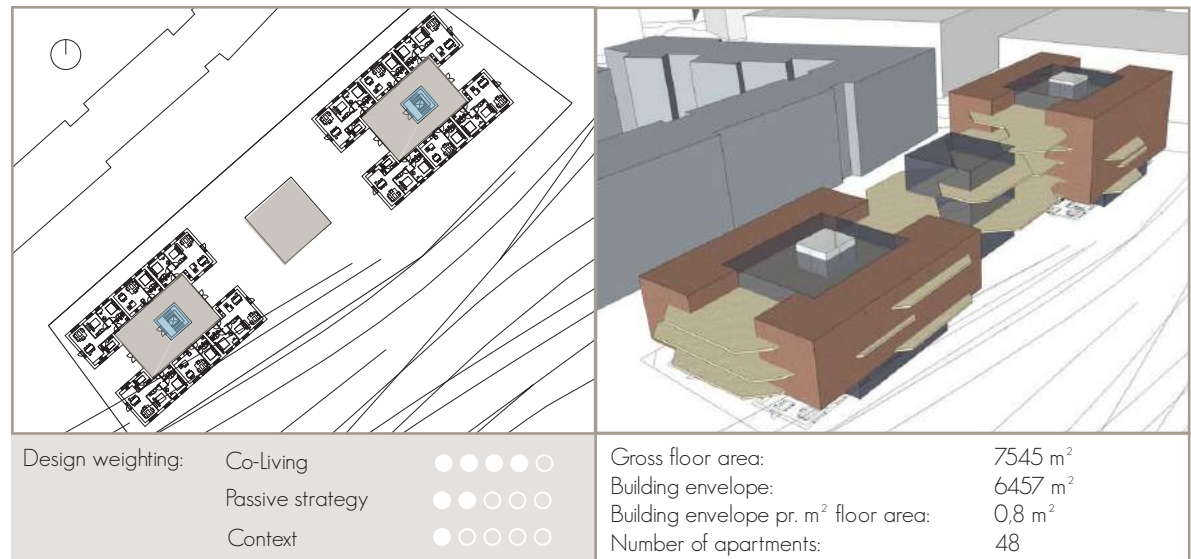 Design weighting:
Co-Living
Passive strategy
Context
Gross floor area: 7545 m²
Building envelope: 6457 m²
Building envelope pr. m² floor area: 0,8 m²
Number of apartments: 48